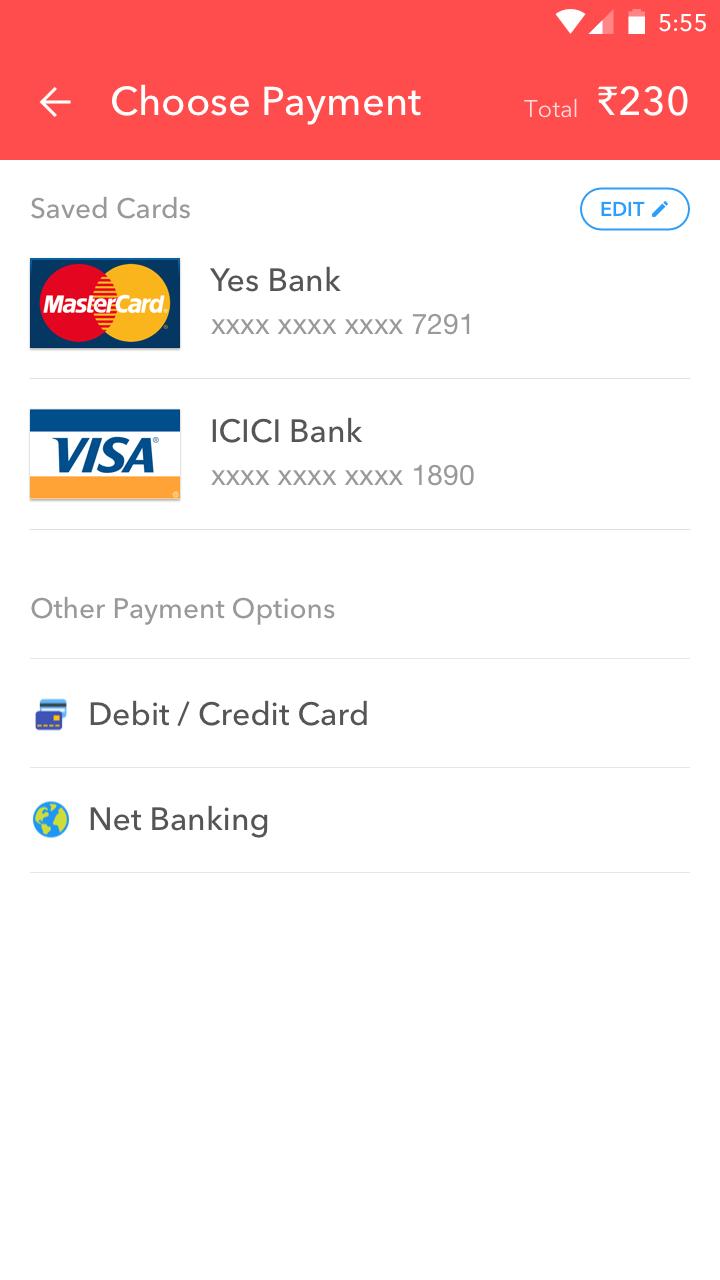 5:55
Choose Payment Total ₹230
Saved Cards EDIT
MasterCard
Yes Bank
xxxx xxxx xxxx 7291
VISA
ICICI Bank
xxxx xxxx xxxx 1890
Other Payment Options
Debit / Credit Card
Net Banking